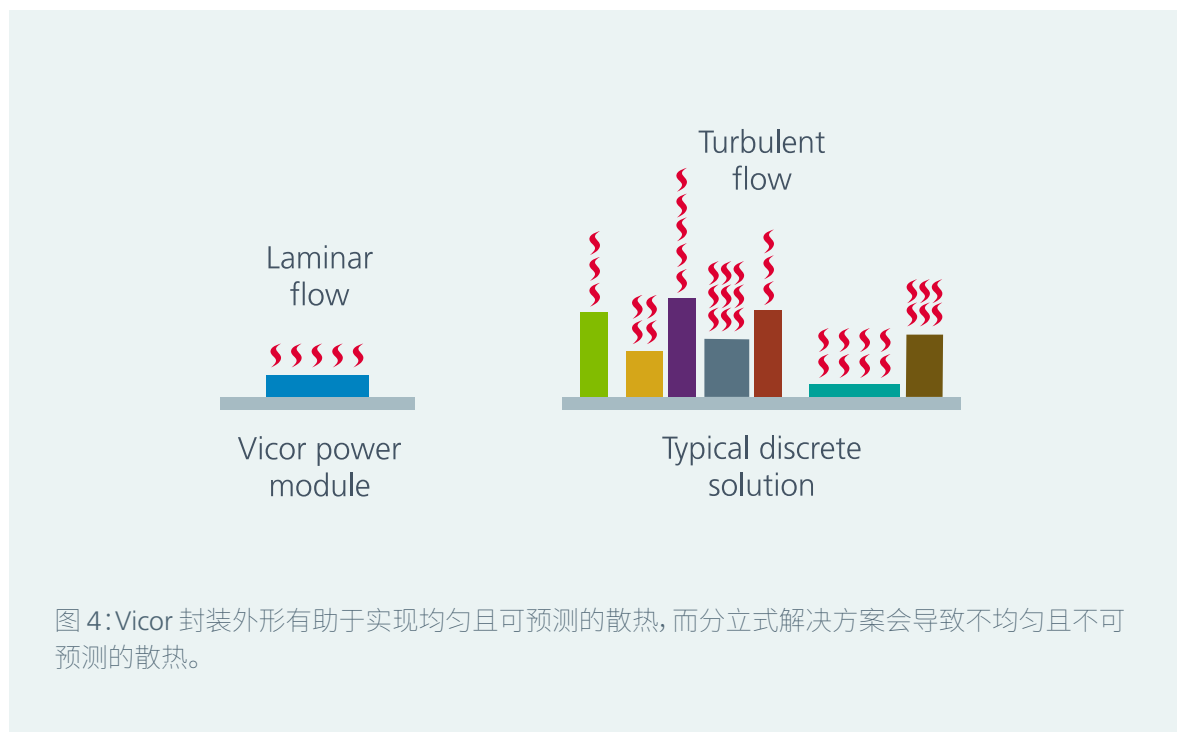 Turbulent
flow
Laminar
flow
Vicor power
module
Typical discrete
solution
图 4：Vicor 封装外形有助于实现均匀且可预测的散热，而分立式解决方案会导致不均匀且不可
预测的散热。